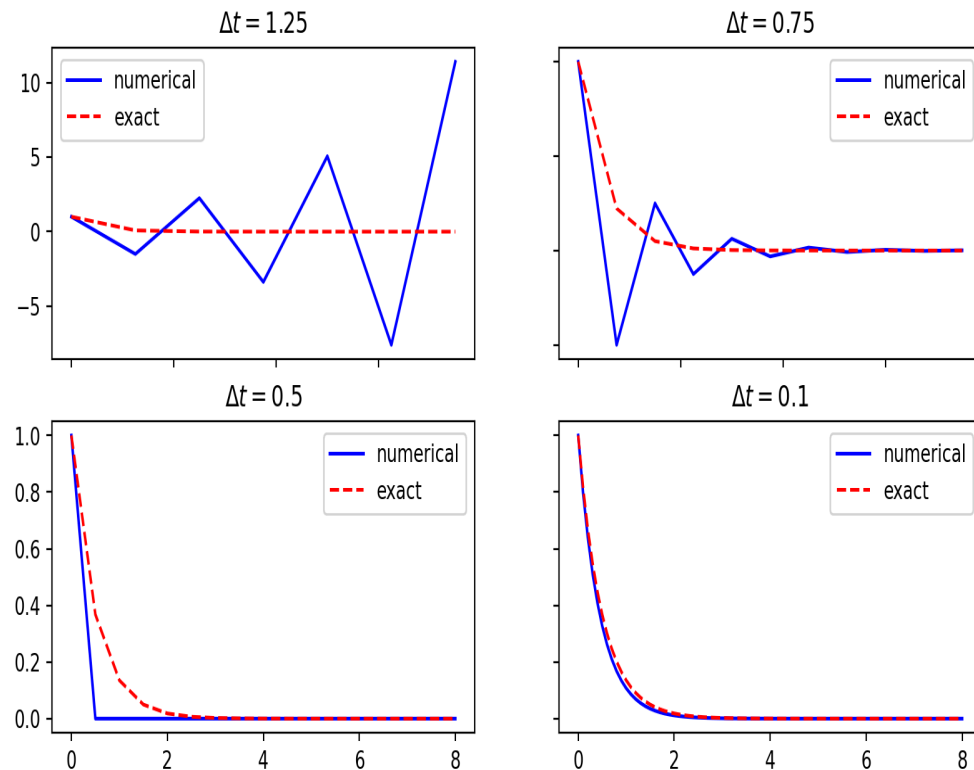 Δt = 1.25
numerical
exact
10
5
0
−5
Δt = 0.75
numerical
exact
Δt = 0.5
numerical
exact
1.0
0.8
0.6
0.4
0.2
0.0
0 2 4 6 8
Δt = 0.1
numerical
exact
0 2 4 6 8